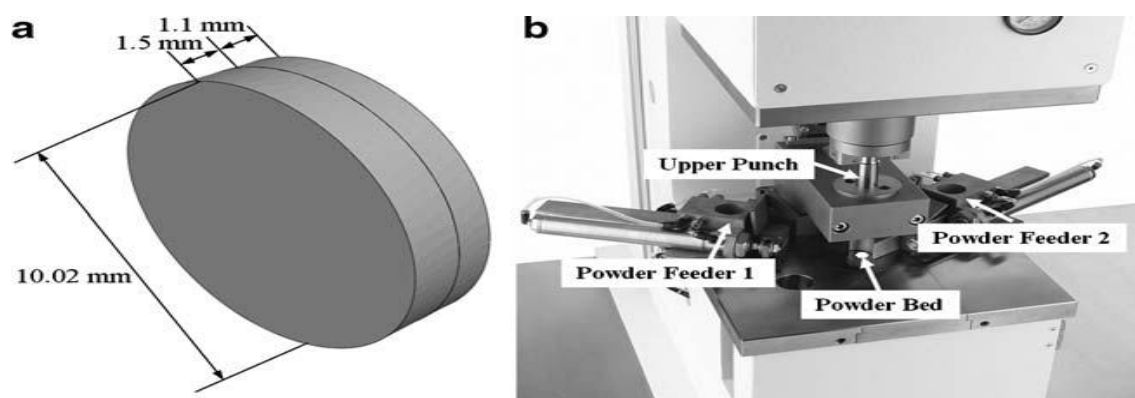 a
1.1 mm
1.5 mm
10.02 mm
b
Upper Punch
Powder Feeder 1
Powder Feeder 2
Powder Bed